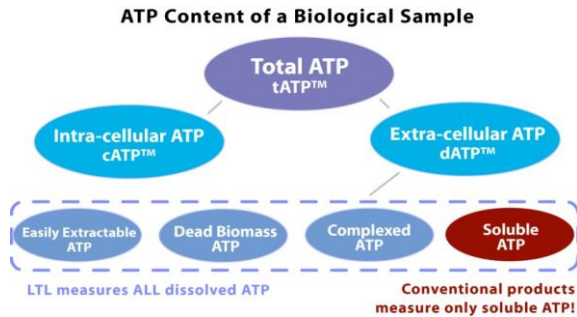 ATP Content of a Biological Sample
Total ATP
tATP™
Intra-cellular ATP
cATP™
Extra-cellular ATP
dATP™
Easily Extractable
ATP
Dead Biomass
ATP
Complexed
ATP
Soluble
ATP
LTL measures ALL dissolved ATP
Conventional products
measure only soluble ATP!